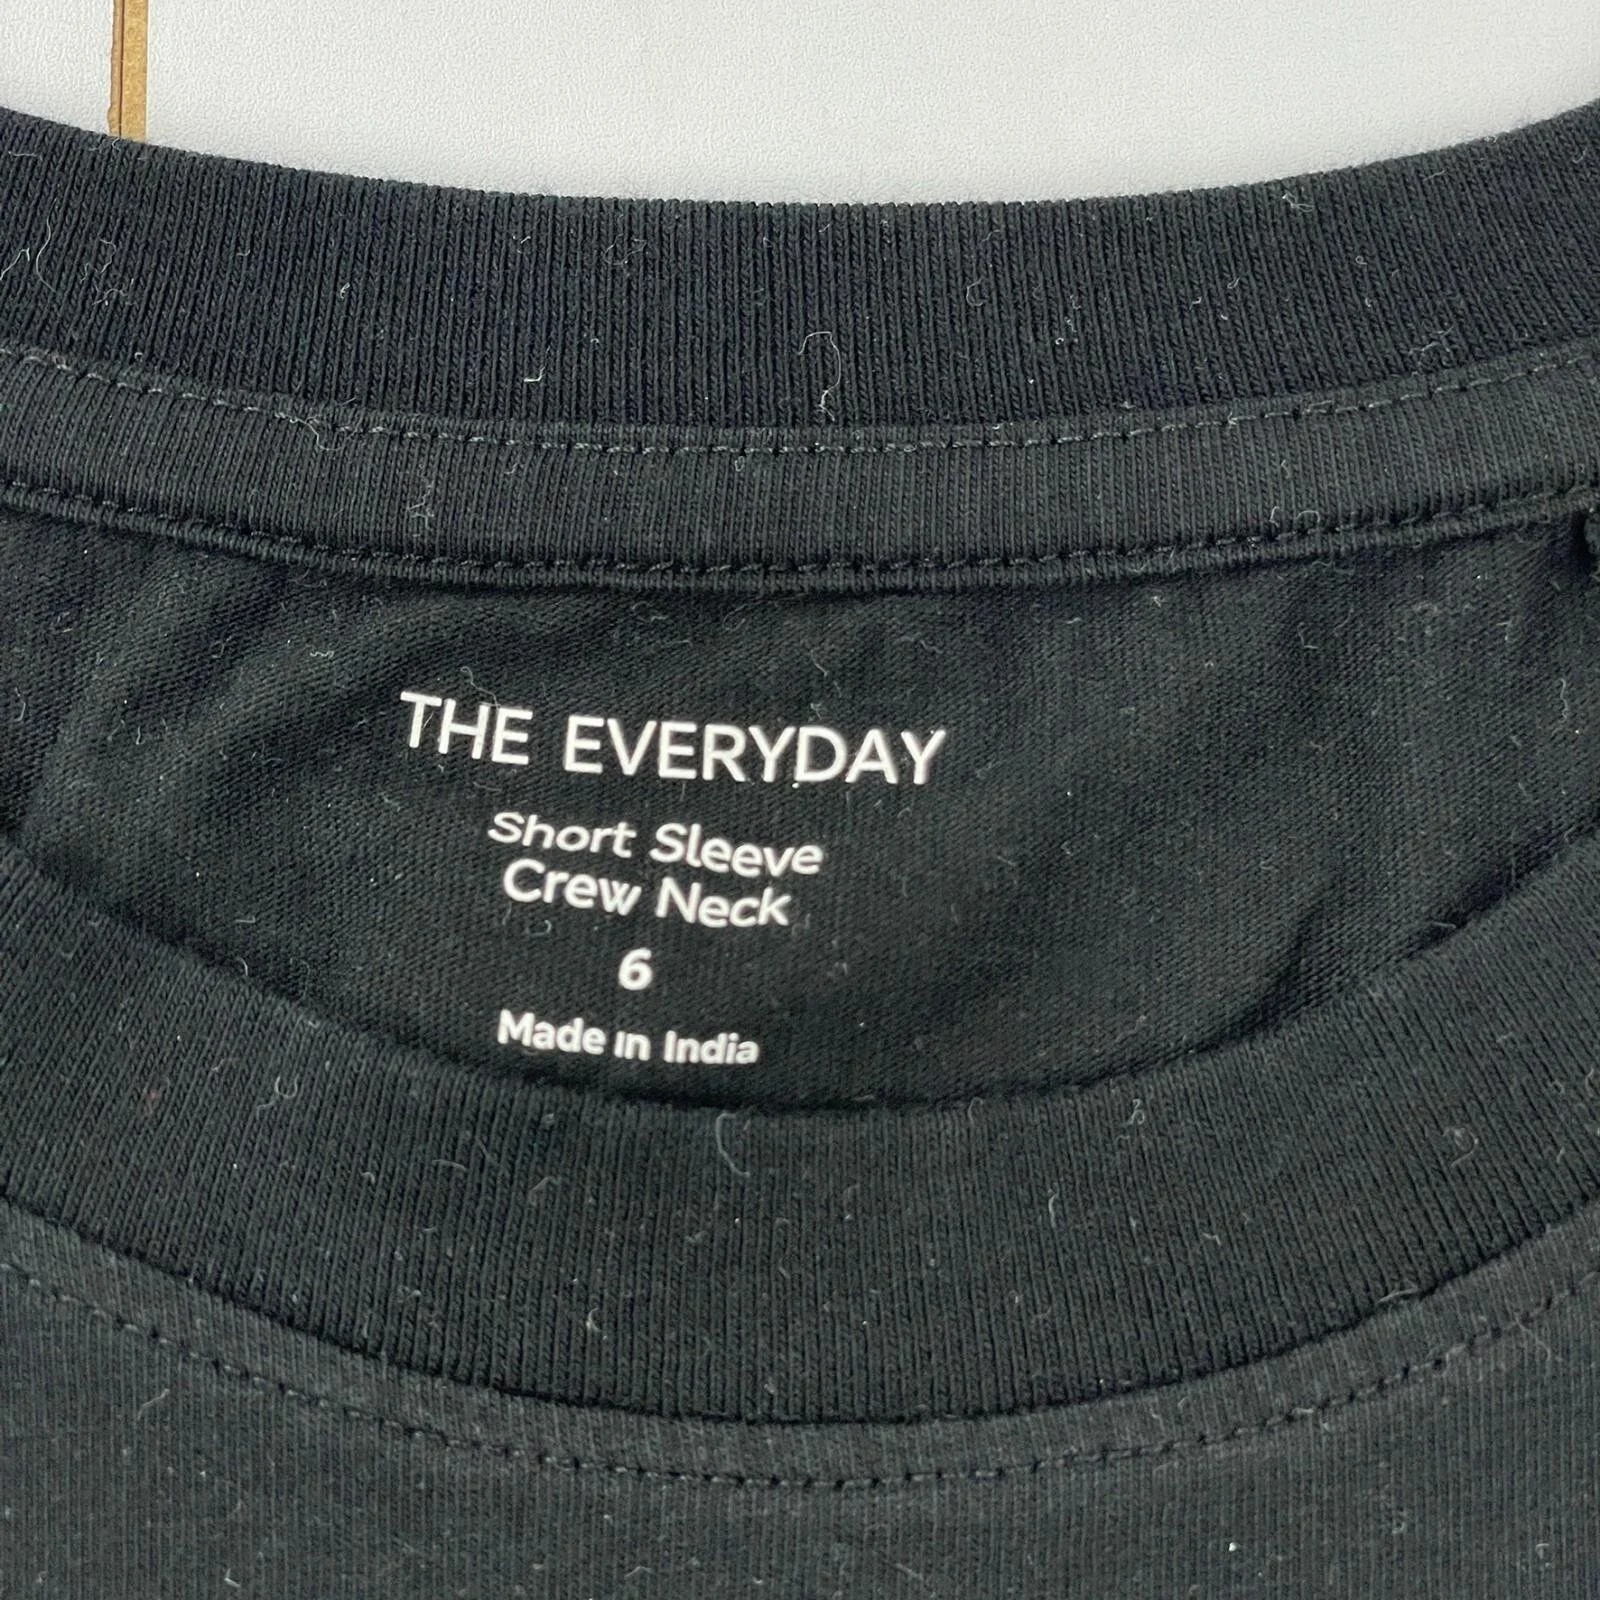 THE EVERYDAY
Short Sleeve
Crew Neck
6
Made in India